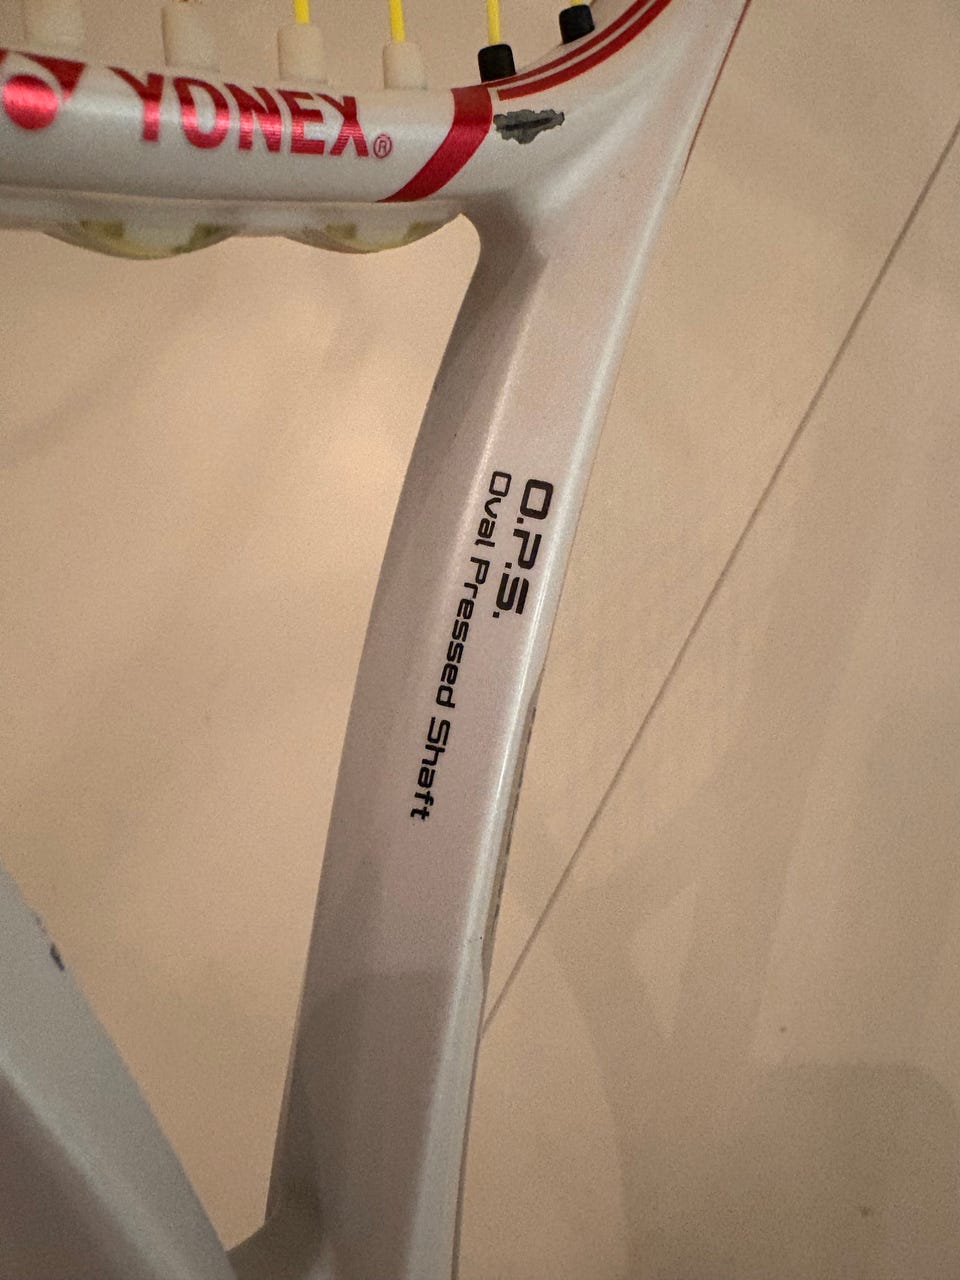 YONEX®
O.P.S.
Oval Pressed Shaft